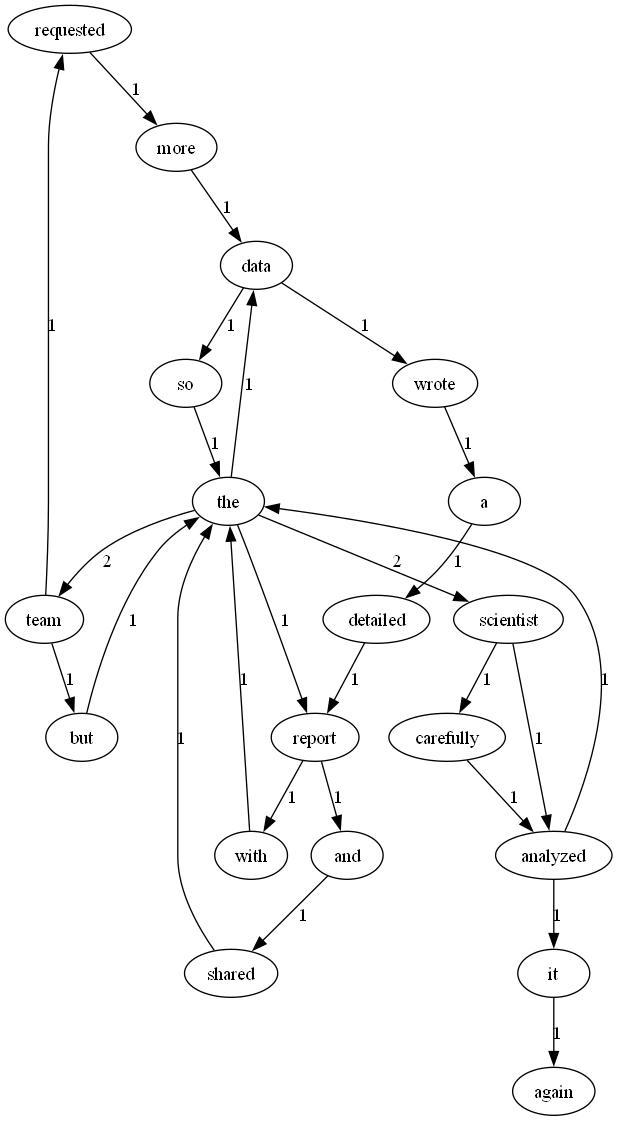 requested
1
more
1
data
1 1
so wrote
1 1 1 1
the a
2 1 2 1
team detailed scientist
1 1 1 1 1
but report carefully
1 1 1 1 1 1 1
with and analyzed
1 1
shared it
1
again